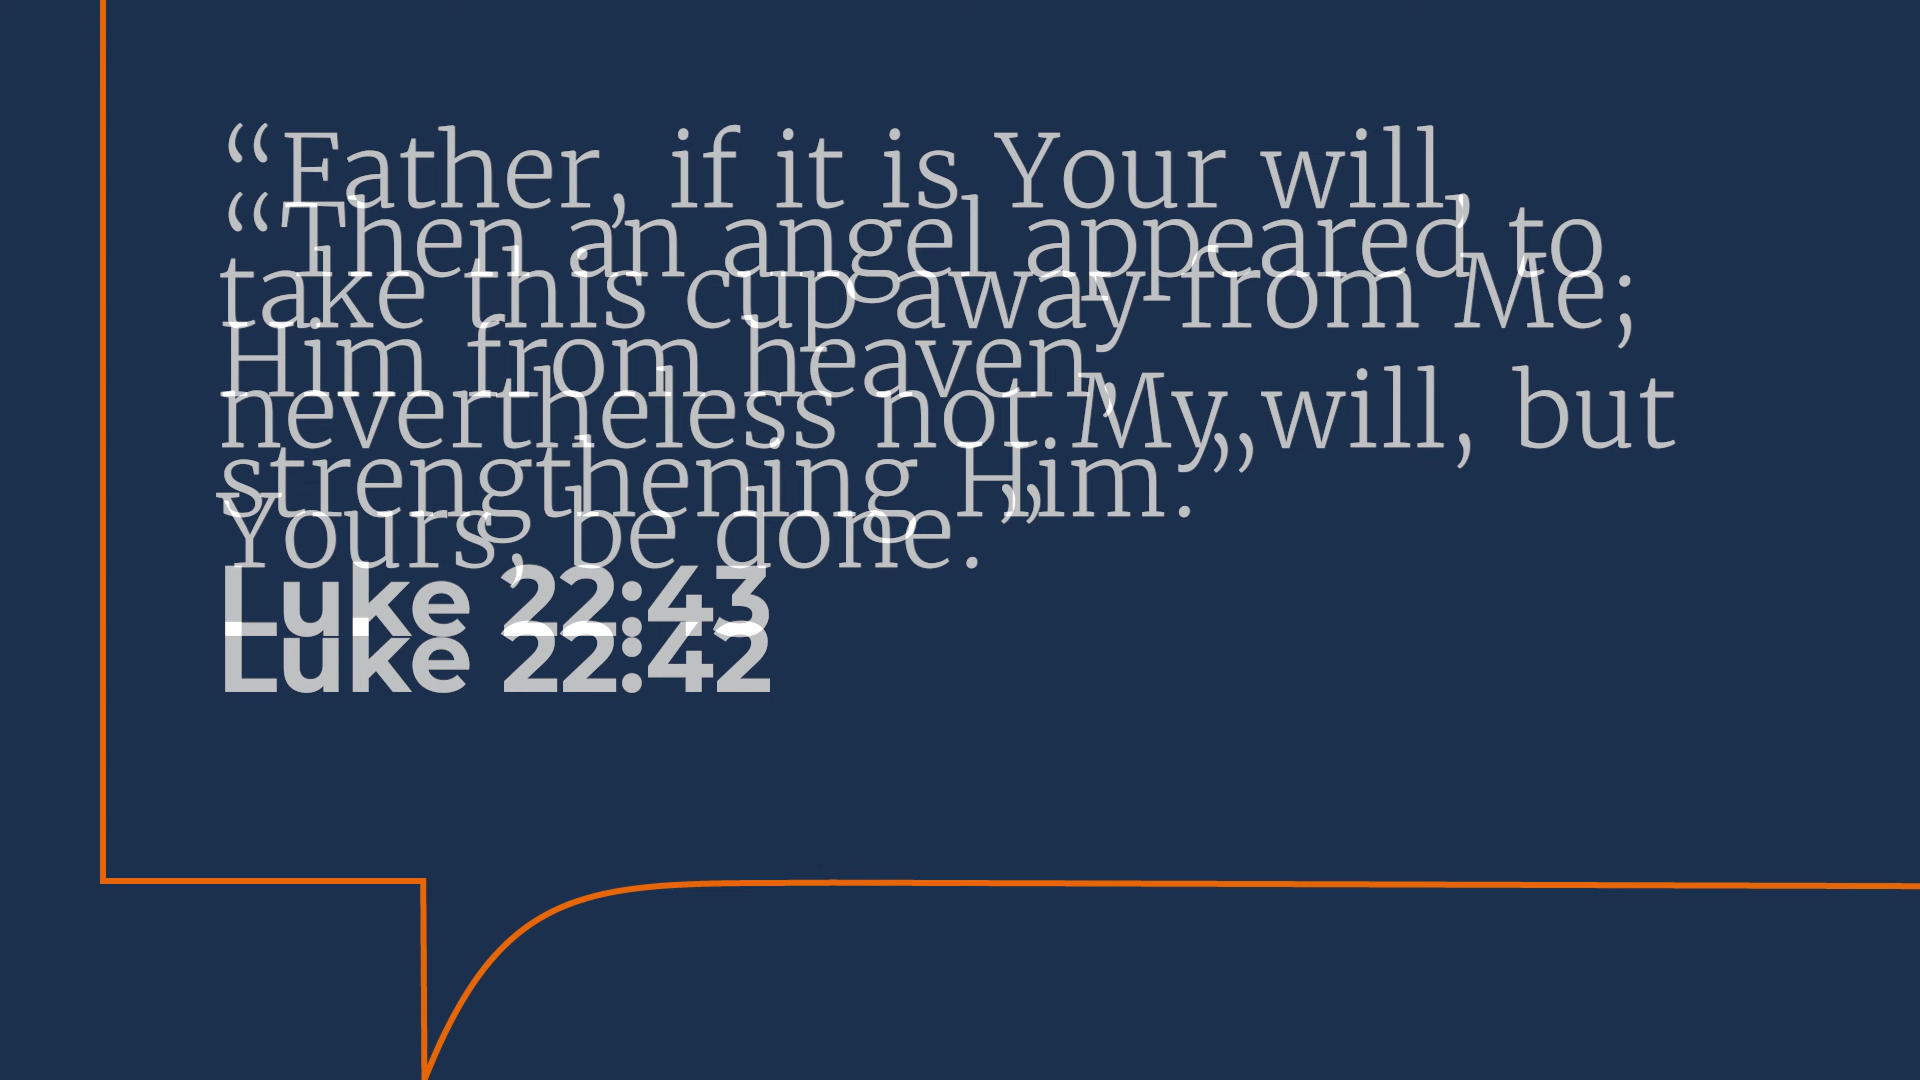 “Father, if it is Your will,
take this cup away from Me;
nevertheless not My will, but
Yours, be done.”
Luke 22:42
“Then an angel appeared to
Him from heaven,
strengthening Him.”
Luke 22:43